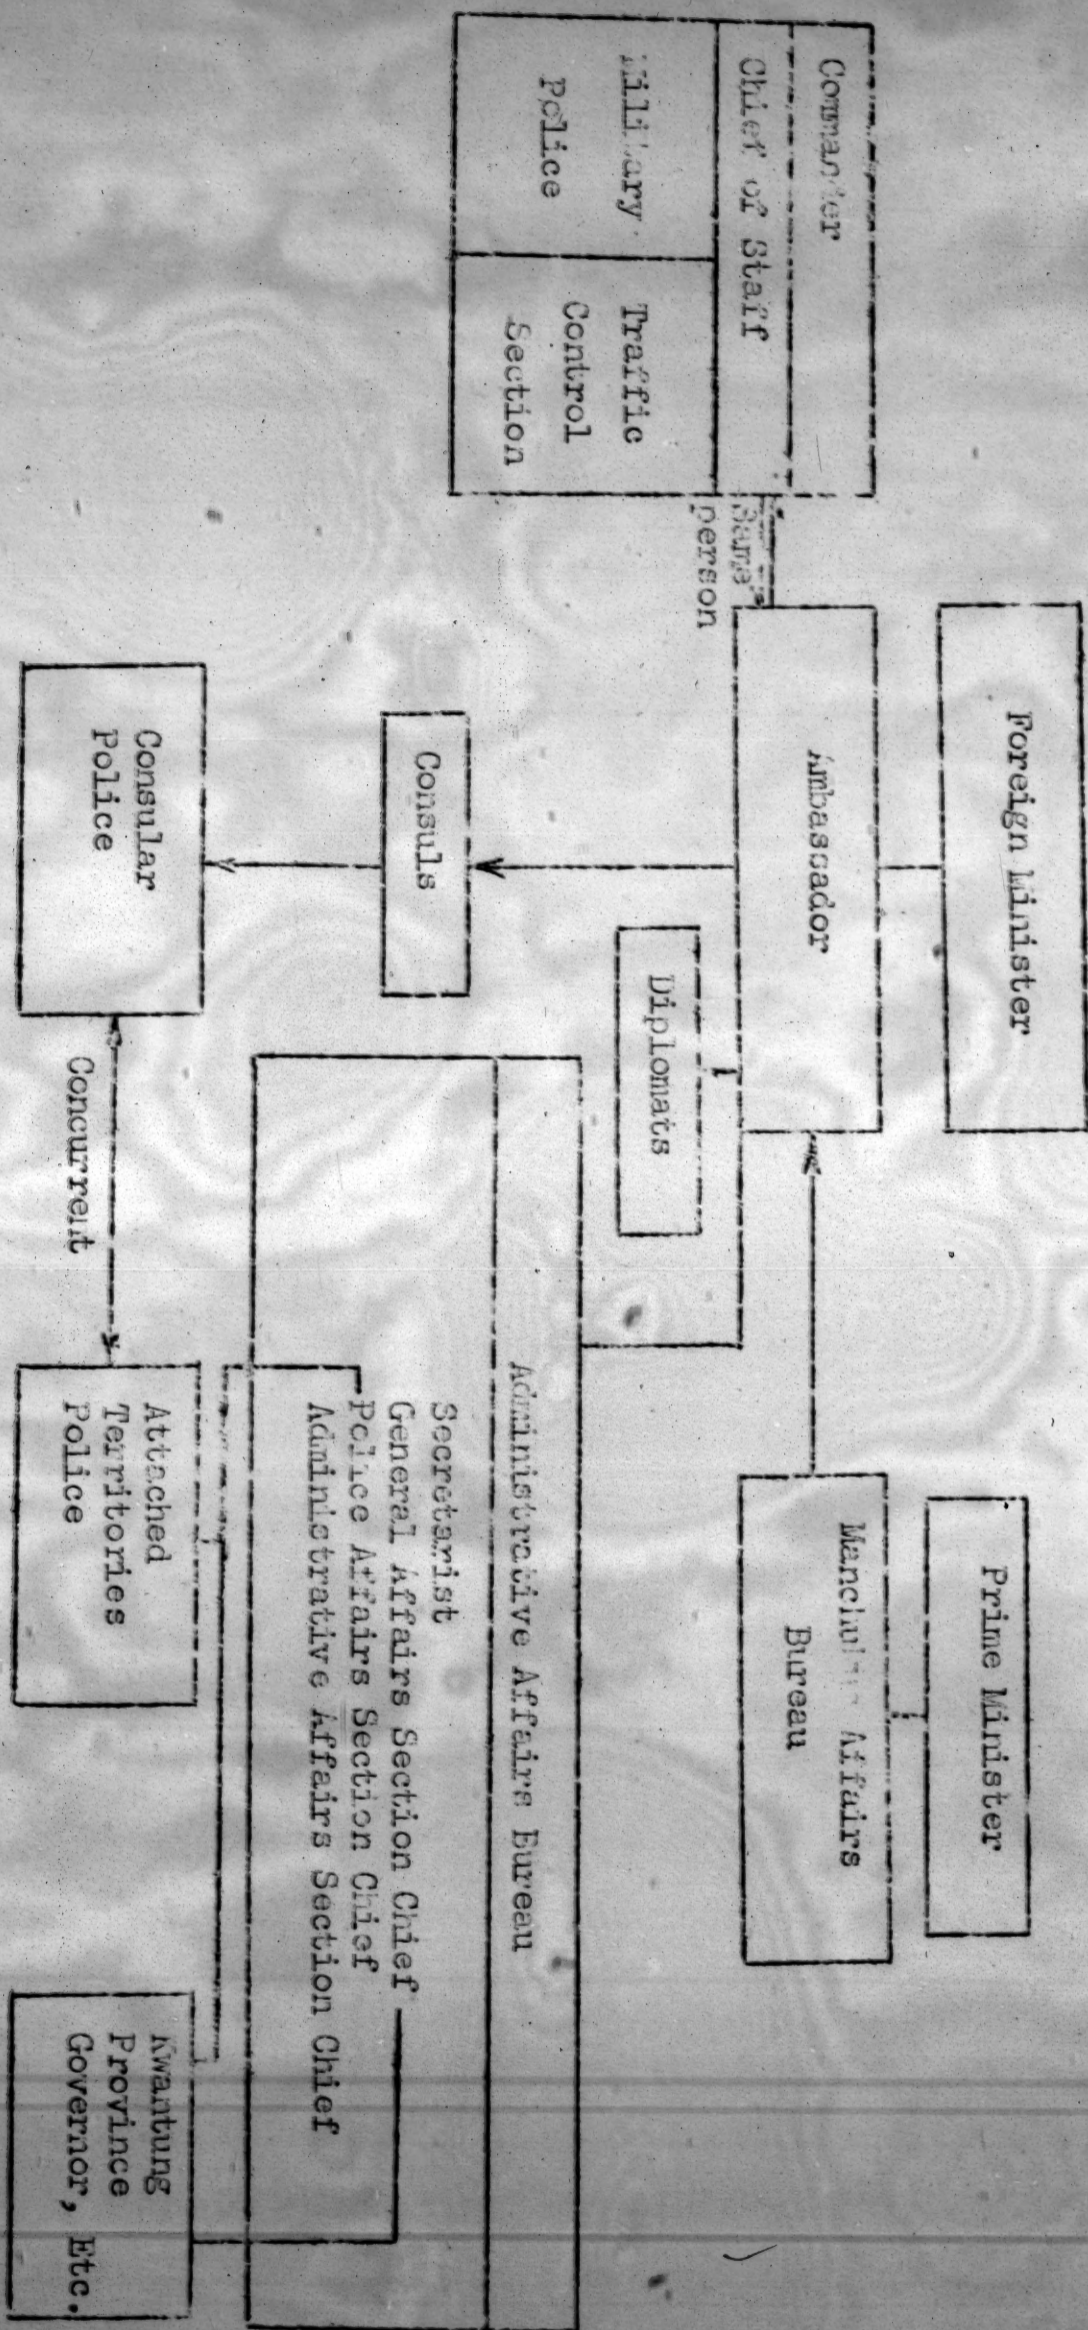 Foreign Minister
Prime Minister
Commander
Chief of Staff
Military
Police
Traffic
Control
Section
Same
person
Ambassador
Manchurian Affairs
Bureau
Diplomats
Consuls
Administrative Affairs Bureau
Secretarist
General Affairs Section Chief
Police Affairs Section Chief
Administrative Affairs Section Chief
Consular
Police
Concurrent
Attached
Territories
Police
Kwantung
Province
Governor, Etc.